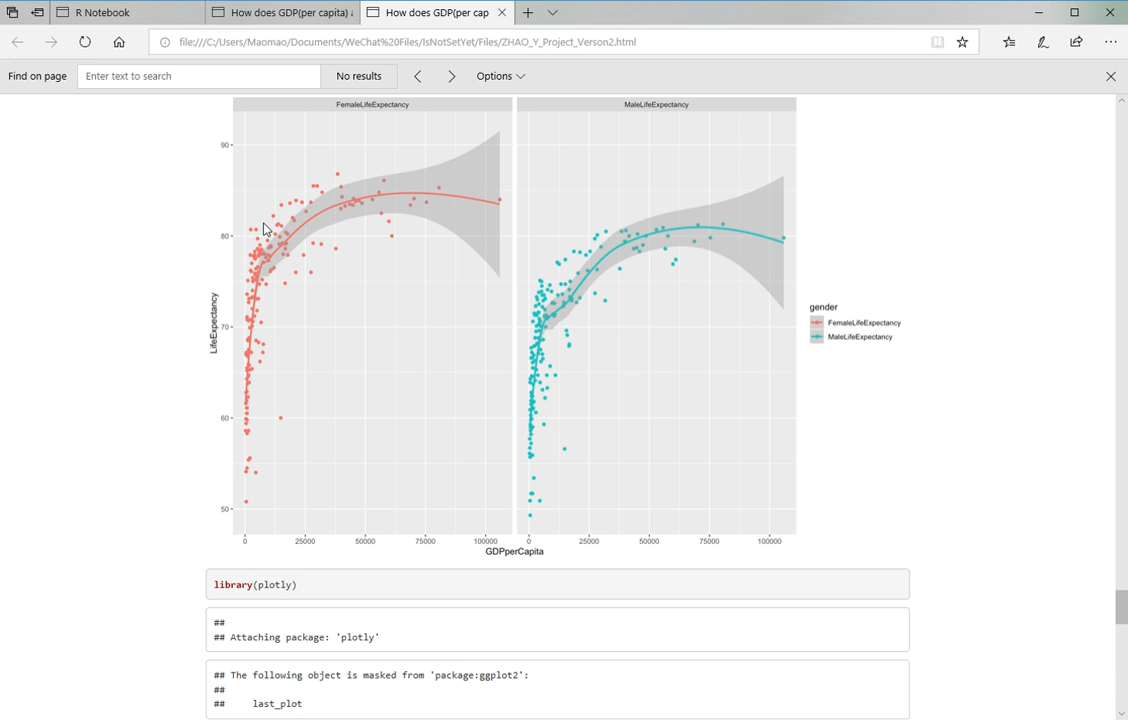 R Notebook
How does GDP(per capita) a
How does GDP(per cap
file:///C:/Users/Maomao/Documents/WeChat%20Files/IsNotSetYet/Files/ZHAO_Y_Project_Verson2.html
Find on page
Enter text to search
No results
Options
FemaleLifeExpectancy
MaleLifeExpectancy
90
80
70
60
50
LifeExpectancy
0
25000
50000
75000
100000
0
25000
50000
75000
100000
GDPperCapita
gender
FemaleLifeExpectancy
MaleLifeExpectancy
library(plotly)
##
## Attaching package: 'plotly'
## The following object is masked from 'package:ggplot2':
##
## last_plot